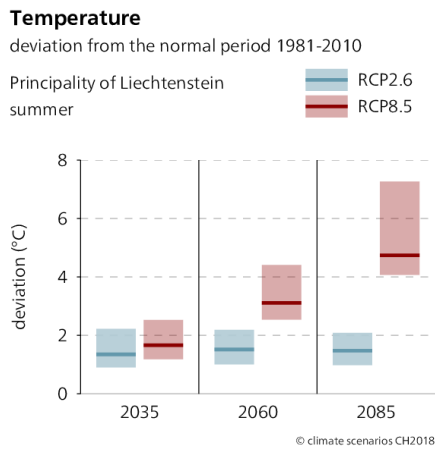 Temperature
deviation from the normal period 1981-2010
Principality of Liechtenstein
summer
RCP2.6
RCP8.5
deviation (°C)
8
6
4
2
0
2035 2060 2085
© climate scenarios CH2018